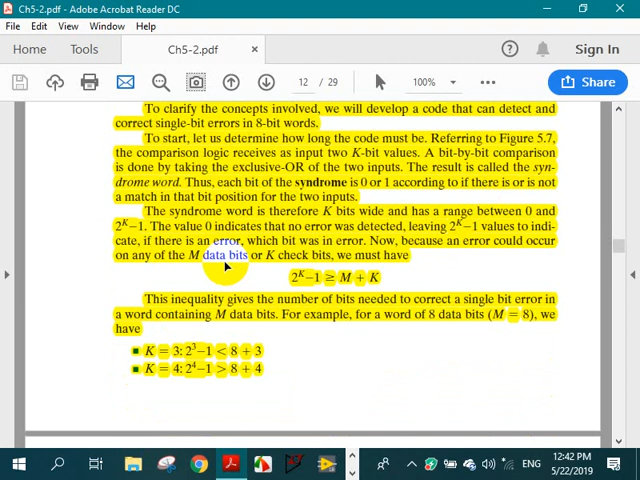 Ch5-2.pdf - Adobe Acrobat Reader DC
File Edit View Window Help
Home Tools Ch5-2.pdf × ? Sign In
12 / 29 100% Share
To clarify the concepts involved, we will develop a code that can detect and
correct single-bit errors in 8-bit words.
To start, let us determine how long the code must be. Referring to Figure 5.7,
the comparison logic receives as input two K-bit values. A bit-by-bit comparison
is done by taking the exclusive-OR of the two inputs. The result is called the syn-
drome word. Thus, each bit of the syndrome is 0 or 1 according to if there is or is not
a match in that bit position for the two inputs.
The syndrome word is therefore K bits wide and has a range between 0 and
2ᴷ−1. The value 0 indicates that no error was detected, leaving 2ᴷ−1 values to indi-
cate, if there is an error, which bit was in error. Now, because an error could occur
on any of the M data bits or K check bits, we must have
2ᴷ−1 ≥ M + K
This inequality gives the number of bits needed to correct a single bit error in
a word containing M data bits. For example, for a word of 8 data bits (M = 8), we
have
■ K = 3: 2³−1 < 8 + 3
■ K = 4: 2⁴−1 > 8 + 4
ENG
12:42 PM
5/22/2019